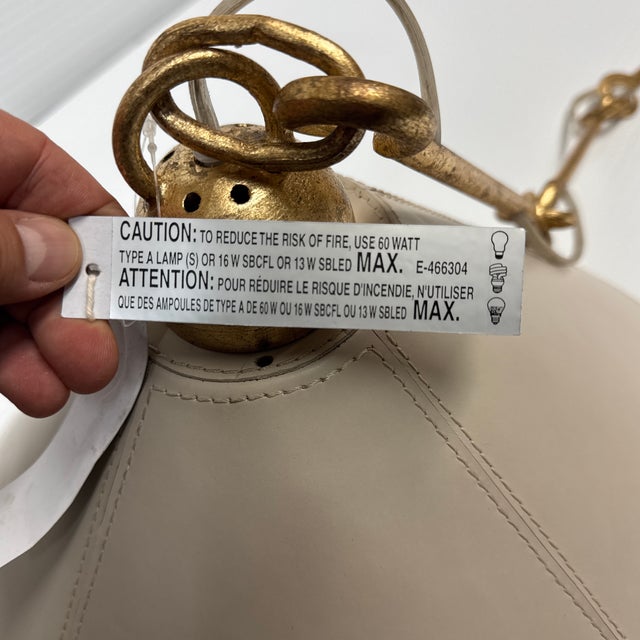 CAUTION: TO REDUCE THE RISK OF FIRE, USE 60 WATT
TYPE A LAMP (S) OR 16 W SBCFL OR 13 W SBLED MAX. E-466304
ATTENTION: POUR RÉDUIRE LE RISQUE D'INCENDIE, N'UTILISER
QUE DES AMPOULES DE TYPE A DE 60 W OU 16 W SBCFL OU 13 W SBLED MAX.